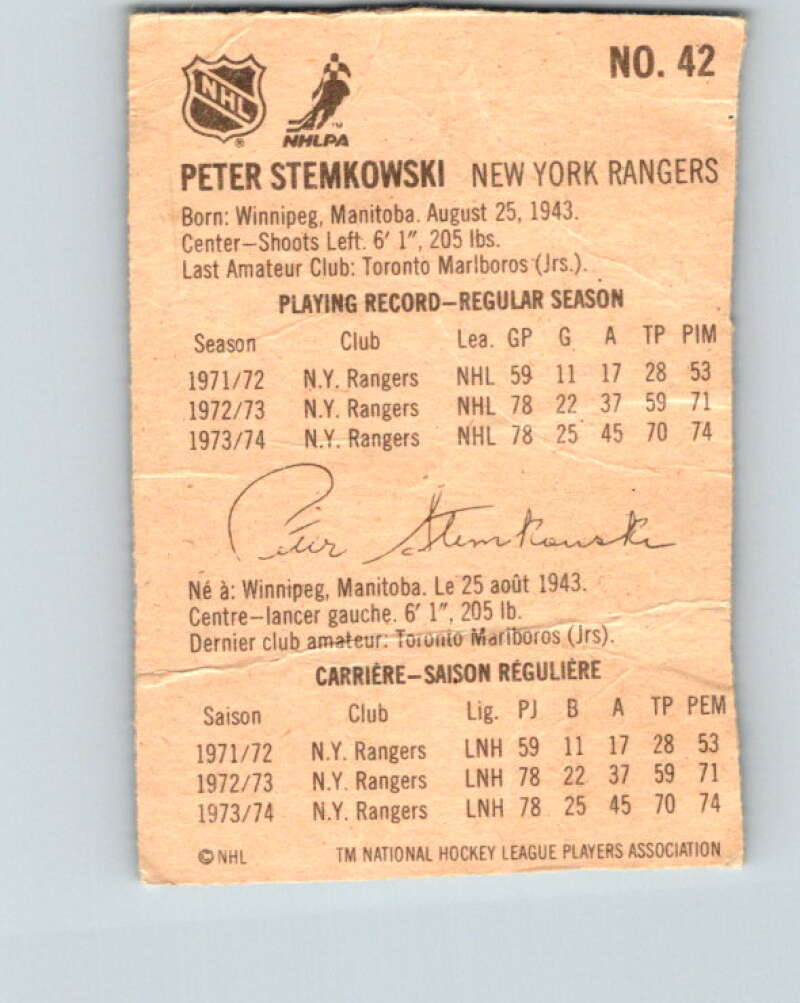 NO. 42
NHL
NHLPA
PETER STEMKOWSKI NEW YORK RANGERS
Born: Winnipeg, Manitoba. August 25, 1943.
Center—Shoots Left. 6′ 1″, 205 lbs.
Last Amateur Club: Toronto Marlboros (Jrs.).
PLAYING RECORD—REGULAR SEASON
Season Club Lea. GP G A TP PIM
1971/72 N.Y. Rangers NHL 59 11 17 28 53
1972/73 N.Y. Rangers NHL 78 22 37 59 71
1973/74 N.Y. Rangers NHL 78 25 45 70 74
Peter Stemkowski
Né à: Winnipeg, Manitoba. Le 25 août 1943.
Centre—lancer gauche. 6′ 1″, 205 lb.
Dernier club amateur: Toronto Marlboros (Jrs).
CARRIÈRE—SAISON RÉGULIÈRE
Saison Club Lig. PJ B A TP PEM
1971/72 N.Y. Rangers LNH 59 11 17 28 53
1972/73 N.Y. Rangers LNH 78 22 37 59 71
1973/74 N.Y. Rangers LNH 78 25 45 70 74
© NHL TM NATIONAL HOCKEY LEAGUE PLAYERS ASSOCIATION